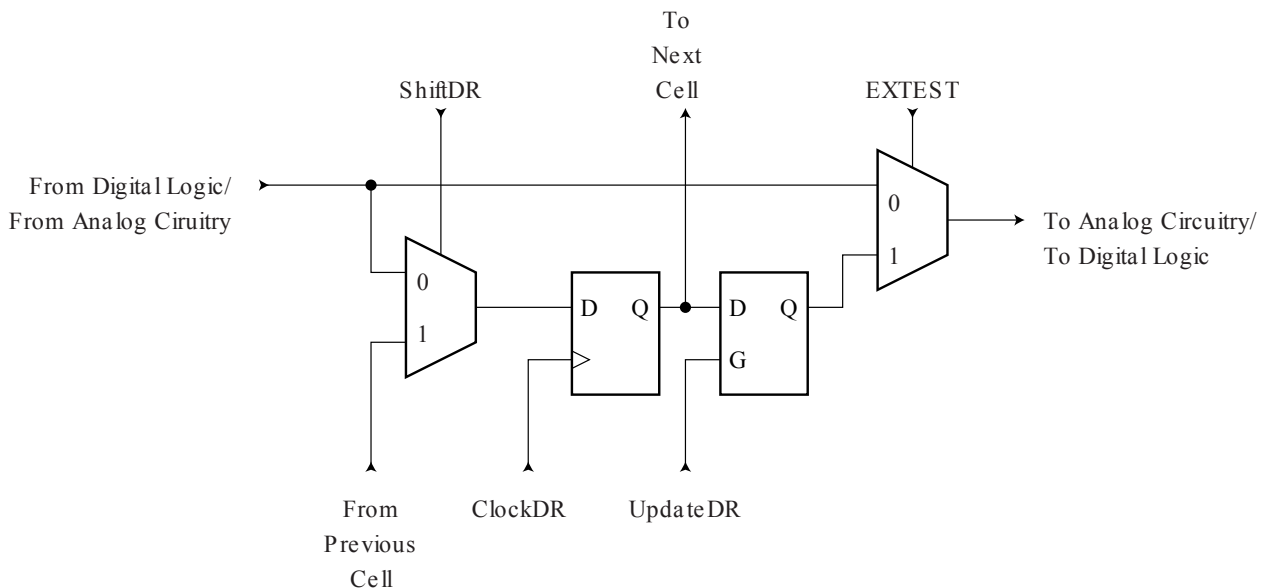 To
Next
Cell
ShiftDR
EXTEST
From Digital Logic/
From Analog Ciruitry
0
1
D Q
D Q
G
0
1
To Analog Circuitry/
To Digital Logic
From
Previous
Cell
ClockDR
UpdateDR